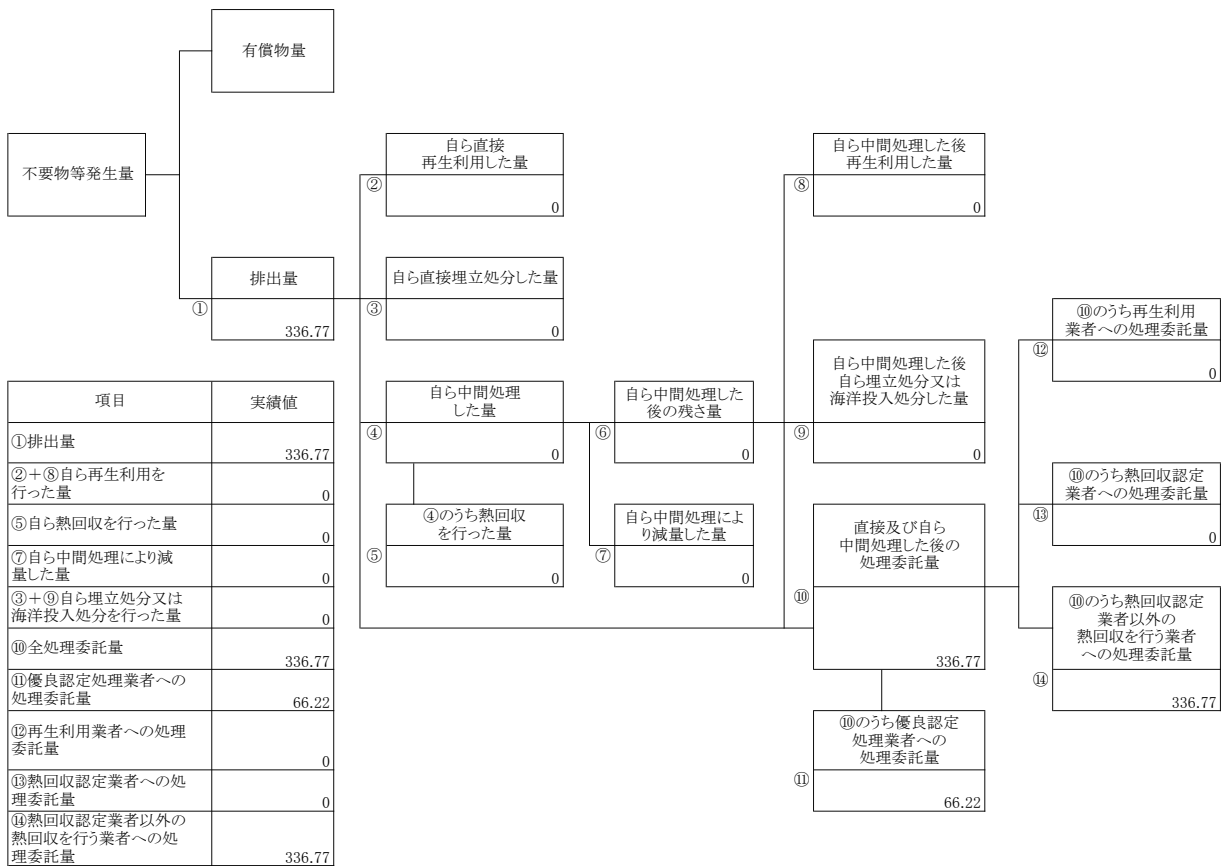 有償物量
不要物等発生量
自ら直接
再生利用した量
②
0
自ら中間処理した後
再生利用した量
⑧
0
排出量
①
336.77
自ら直接埋立処分した量
③
0
⑩のうち再生利用
業者への処理委託量
⑫
0
自ら中間処理
した量
④
0
自ら中間処理した
後の残さ量
⑥
0
自ら中間処理した後
自ら埋立処分又は
海洋投入処分した量
⑨
0
⑩のうち熱回収認定
業者への処理委託量
⑬
0
④のうち熱回収
を行った量
⑤
0
自ら中間処理によ
り減量した量
⑦
0
直接及び自ら
中間処理した後の
処理委託量
⑩
336.77
⑩のうち熱回収認定
業者以外の
熱回収を行う業者
への処理委託量
⑭
336.77
⑩のうち優良認定
処理業者への
処理委託量
⑪
66.22
項目 実績値
①排出量 336.77
②+⑧自ら再生利用を
行った量 0
⑤自ら熱回収を行った量 0
⑦自ら中間処理により減
量した量 0
③+⑨自ら埋立処分又は
海洋投入処分を行った量 0
⑩全処理委託量 336.77
⑪優良認定処理業者への
処理委託量 66.22
⑫再生利用業者への処理
委託量 0
⑬熱回収認定業者への処
理委託量 0
⑭熱回収認定業者以外の
熱回収を行う業者への処
理委託量 336.77